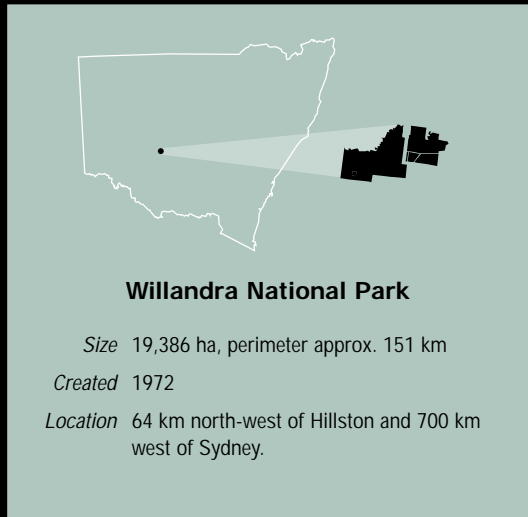 Willandra National Park
Size 19,386 ha, perimeter approx. 151 km
Created 1972
Location 64 km north-west of Hillston and 700 km
west of Sydney.